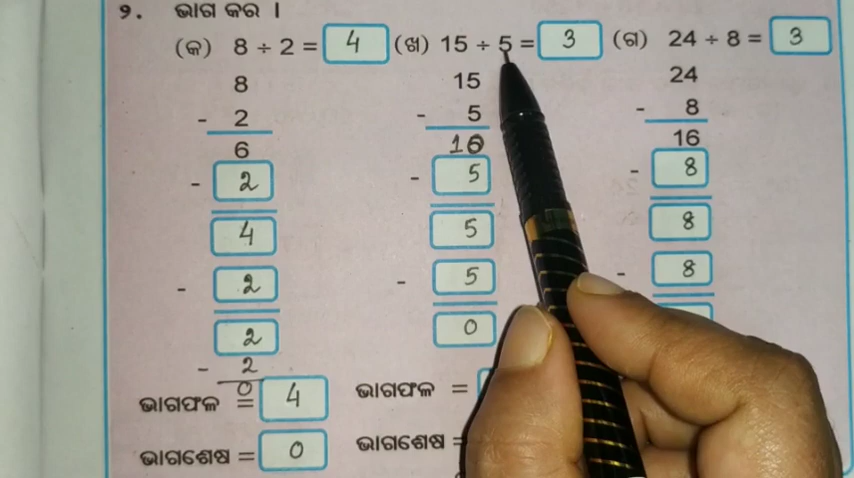 ୨. ଭାଗ କର ।
(କ) 8 ÷ 2 = 4 (ଖ) 15 ÷ 5 = 3 (ଗ) 24 ÷ 8 = 3
8 15 24
- 2 - 5 - 8
6 10 16
- 2 - 5 - 8
4 5 8
- 2 - 5 - 8
2 0
- 2
0
ଭାଗଫଳ = 4 ଭାଗଫଳ =
ଭାଗଶେଷ = 0 ଭାଗଶେଷ =